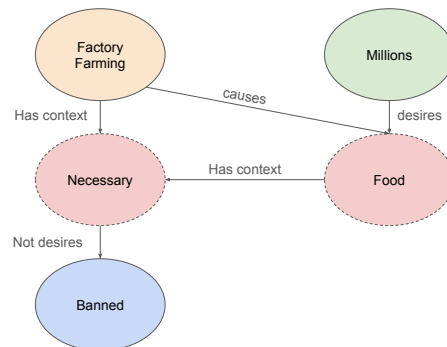 Factory
Farming
Millions
causes
Has context
desires
Necessary
Has context
Food
Not desires
Banned